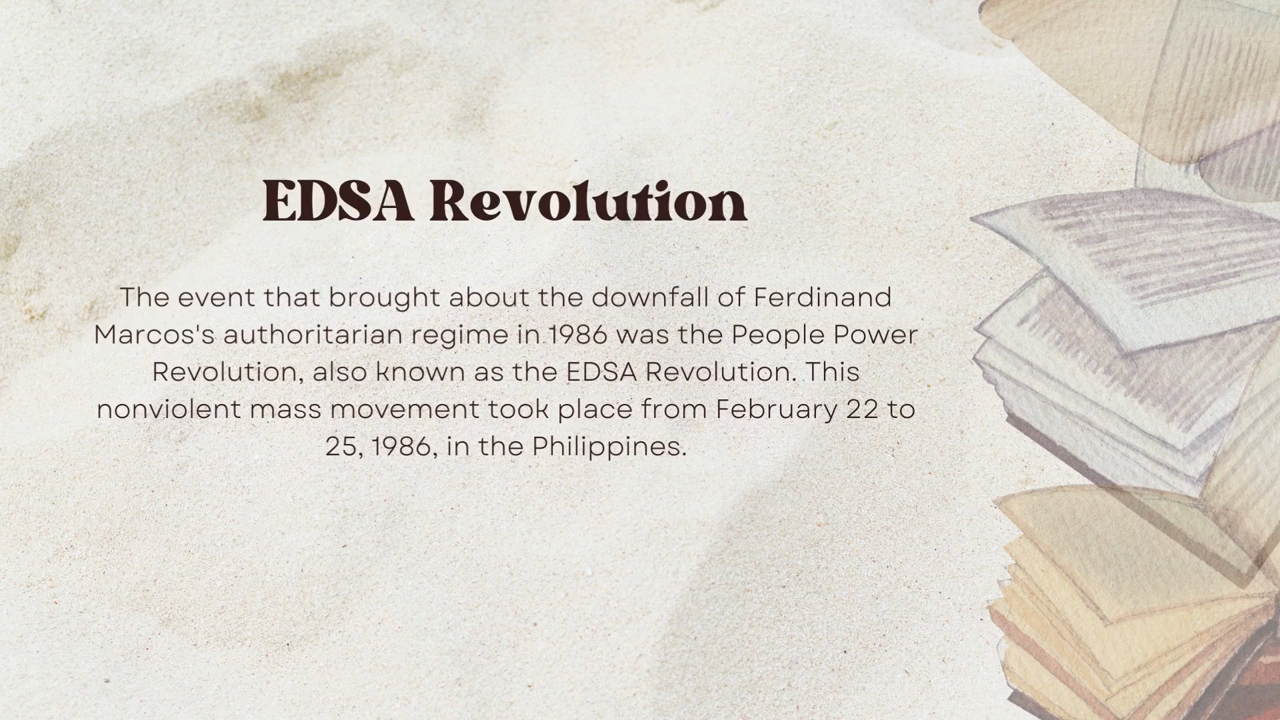 EDSA Revolution
The event that brought about the downfall of Ferdinand
Marcos's authoritarian regime in 1986 was the People Power
Revolution, also known as the EDSA Revolution. This
nonviolent mass movement took place from February 22 to
25, 1986, in the Philippines.